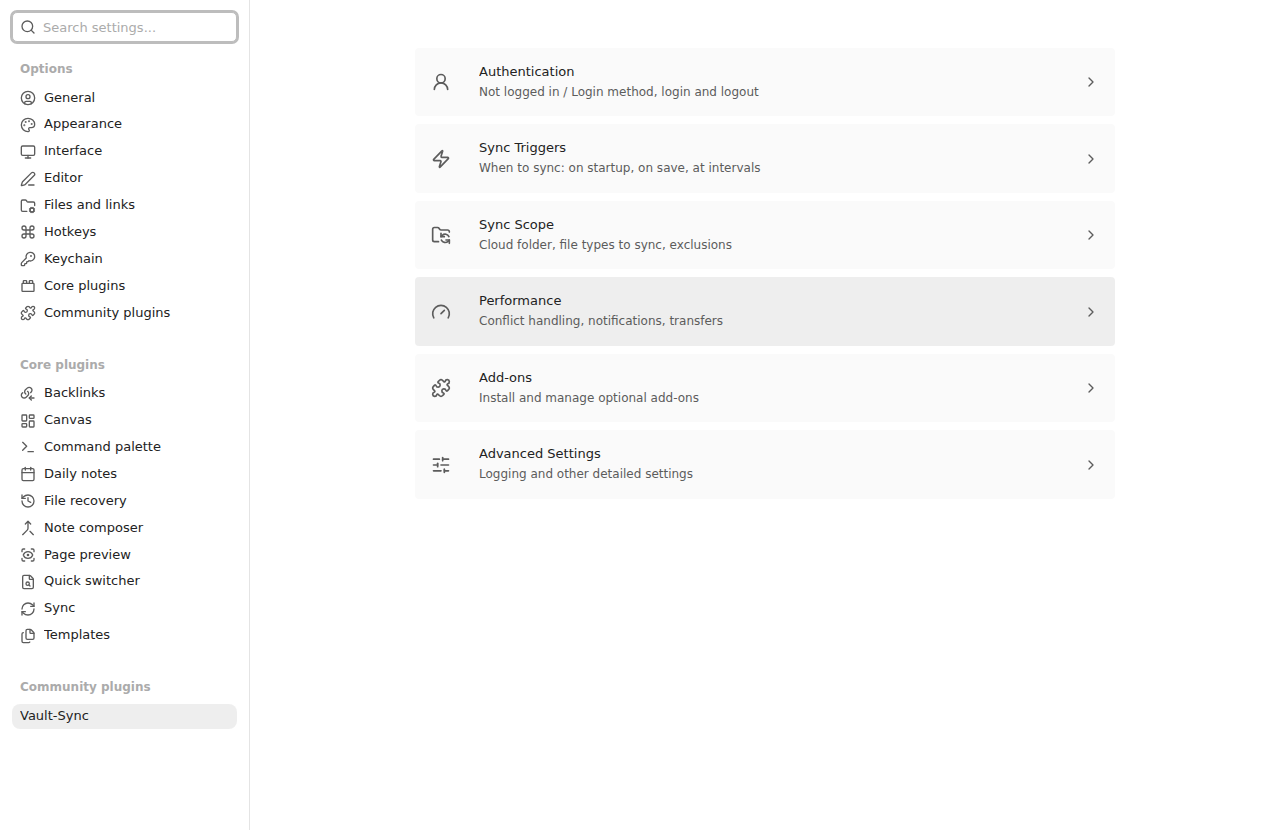 Search settings...
Options
General
Appearance
Interface
Editor
Files and links
Hotkeys
Keychain
Core plugins
Community plugins
Core plugins
Backlinks
Canvas
Command palette
Daily notes
File recovery
Note composer
Page preview
Quick switcher
Sync
Templates
Community plugins
Vault-Sync
Authentication
Not logged in / Login method, login and logout
Sync Triggers
When to sync: on startup, on save, at intervals
Sync Scope
Cloud folder, file types to sync, exclusions
Performance
Conflict handling, notifications, transfers
Add-ons
Install and manage optional add-ons
Advanced Settings
Logging and other detailed settings